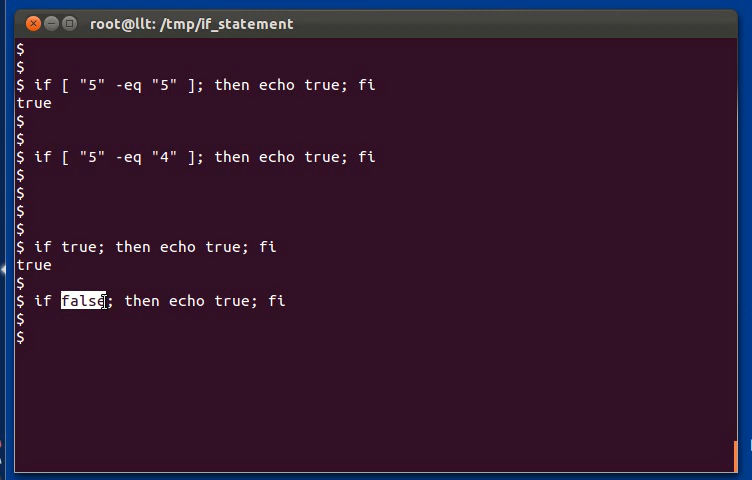 root@llt: /tmp/if_statement
$
$
$ if [ "5" -eq "5" ]; then echo true; fi
true
$
$
$ if [ "5" -eq "4" ]; then echo true; fi
$
$
$
$
$ if true; then echo true; fi
true
$
$ if false; then echo true; fi
$
$